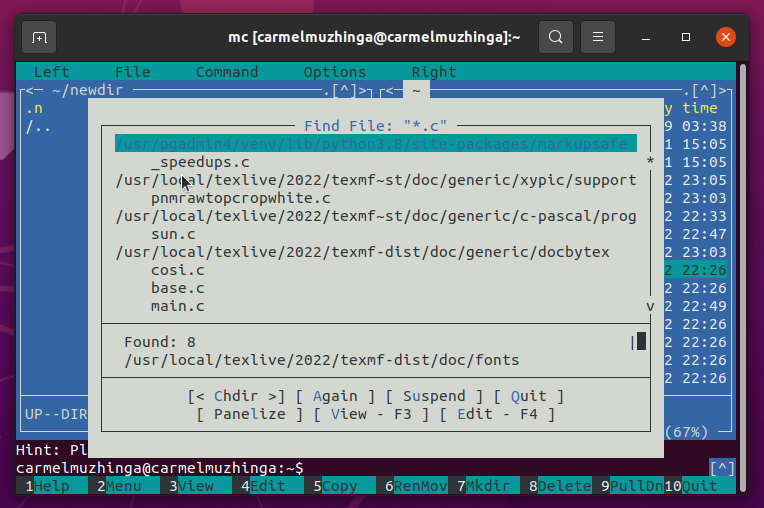 mc [carmelmuzhinga@carmelmuzhinga]:~
Left File Command Options Right
<─ ~/newdir .[^]> <─ ~ .[^]>
.n y time
/.. 9 03:38
1 15:05
1 15:05
2 23:05
2 23:03
2 22:33
2 22:47
2 23:03
2 22:26
2 22:26
2 22:49
2 22:26
2 22:26
2 22:26
2 22:26
Find File: "*.c"
/usr/pgadmin4/venv/lib/python3.8/site-packages/markupsafe
_speedups.c *
/usr/local/texlive/2022/texmf~st/doc/generic/xypic/support
pnmrawtopcropwhite.c
/usr/local/texlive/2022/texmf~st/doc/generic/c-pascal/prog
sun.c
/usr/local/texlive/2022/texmf-dist/doc/generic/docbytex
cosi.c
base.c
main.c v
Found: 8 |
/usr/local/texlive/2022/texmf-dist/doc/fonts
[< Chdir >] [ Again ] [ Suspend ] [ Quit ]
[ Panelize ] [ View - F3 ] [ Edit - F4 ]
UP--DIR
(67%)
Hint: Pl
carmelmuzhinga@carmelmuzhinga:~$ [^]
1Help 2Menu 3View 4Edit 5Copy 6RenMov 7Mkdir 8Delete 9PullDn 10Quit